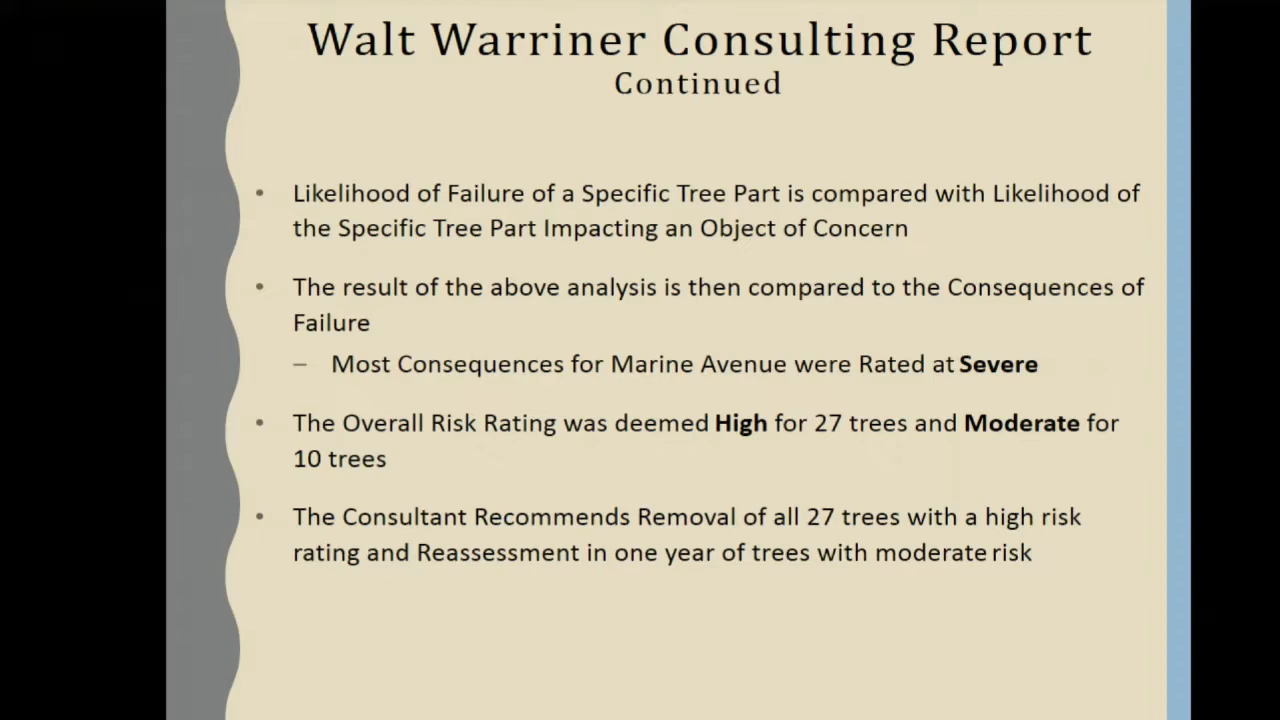 Walt Warriner Consulting Report
Continued
• Likelihood of Failure of a Specific Tree Part is compared with Likelihood of
the Specific Tree Part Impacting an Object of Concern
• The result of the above analysis is then compared to the Consequences of
Failure
– Most Consequences for Marine Avenue were Rated at Severe
• The Overall Risk Rating was deemed High for 27 trees and Moderate for
10 trees
• The Consultant Recommends Removal of all 27 trees with a high risk
rating and Reassessment in one year of trees with moderate risk